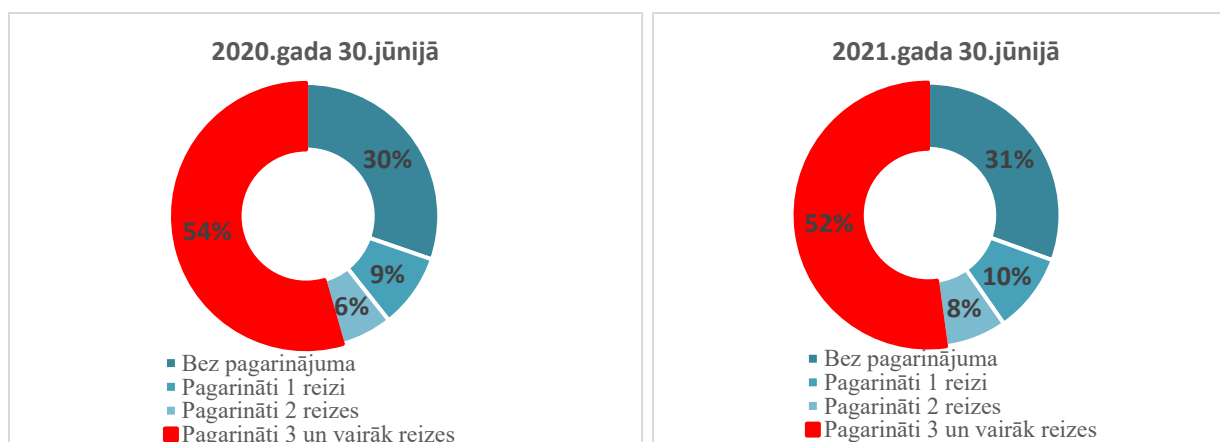 2020.gada 30.jūnijā
30%
54%
9%
6%
Bez pagarinājuma
Pagarināti 1 reizi
Pagarināti 2 reizes
Pagarināti 3 un vairāk reizes
2021.gada 30.jūnijā
31%
52%
10%
8%
Bez pagarinājuma
Pagarināti 1 reizi
Pagarināti 2 reizes
Pagarināti 3 un vairāk reizes